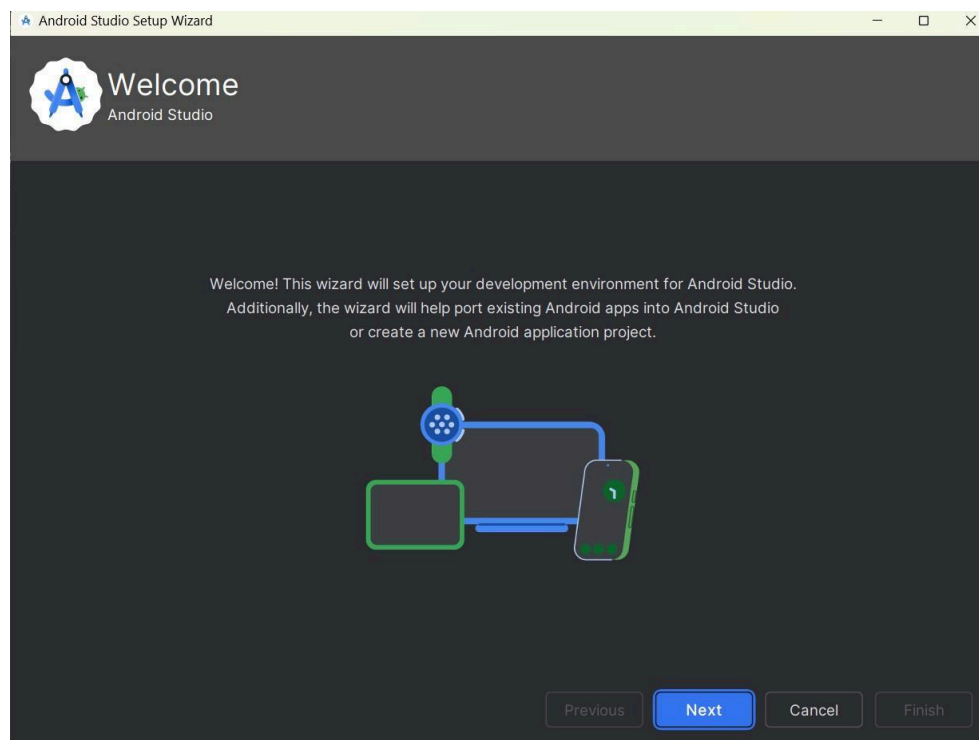 Android Studio Setup Wizard
Welcome
Android Studio
Welcome! This wizard will set up your development environment for Android Studio.
Additionally, the wizard will help port existing Android apps into Android Studio
or create a new Android application project.
Previous Next Cancel Finish